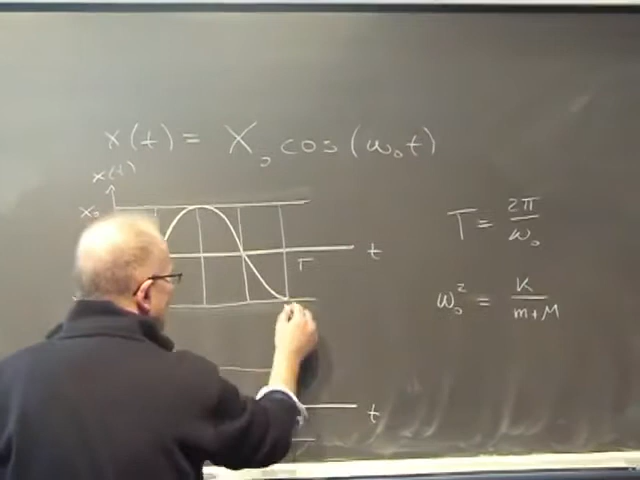 x(t) = X₀ cos(ω₀t)
x(t)
X₀
t
T
T = 2π/ω₀
ω₀² = K/m+M
t